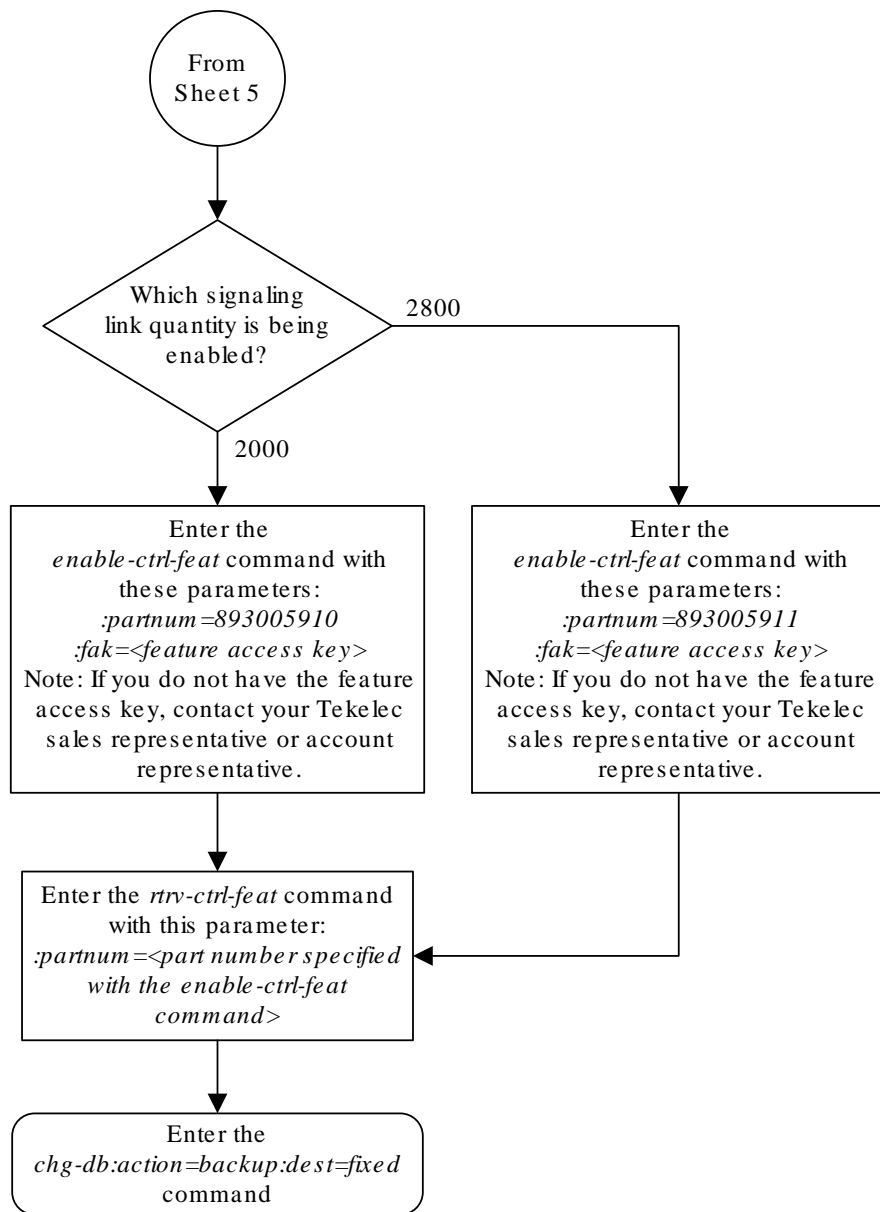 From
Sheet 5
Which signaling
link quantity is being
enabled?
2800
2000
Enter the
enable-ctrl-feat command with
these parameters:
:partnum=893005910
:fak=<feature access key>
Note: If you do not have the feature
access key, contact your Tekelec
sales representative or account
representative.
Enter the
enable-ctrl-feat command with
these parameters:
:partnum=893005911
:fak=<feature access key>
Note: If you do not have the feature
access key, contact your Tekelec
sales representative or account
representative.
Enter the rtrv-ctrl-feat command
with this parameter:
:partnum=<part number specified
with the enable-ctrl-feat
command>
Enter the
chg-db:action=backup:dest=fixed
command